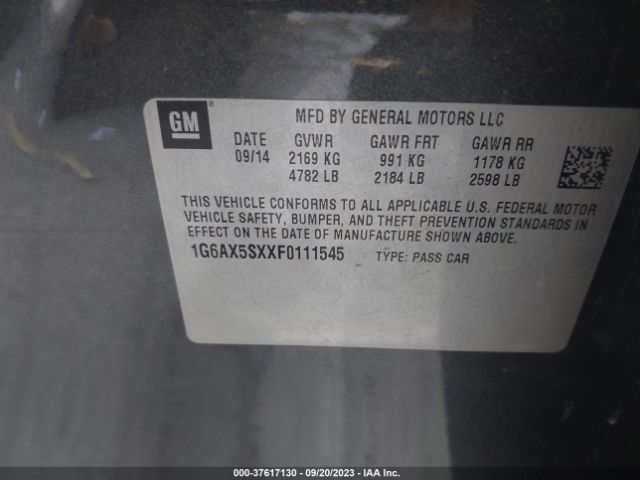 GM®
MFD BY GENERAL MOTORS LLC
DATE GVWR GAWR FRT GAWR RR
09/14 2169 KG 991 KG 1178 KG
4782 LB 2184 LB 2598 LB
THIS VEHICLE CONFORMS TO ALL APPLICABLE U.S. FEDERAL MOTOR
VEHICLE SAFETY, BUMPER, AND THEFT PREVENTION STANDARDS IN
EFFECT ON THE DATE OF MANUFACTURE SHOWN ABOVE.
1G6AX5SXXF0111545 TYPE: PASS CAR
000-37617130 - 09/20/2023 - IAA Inc.